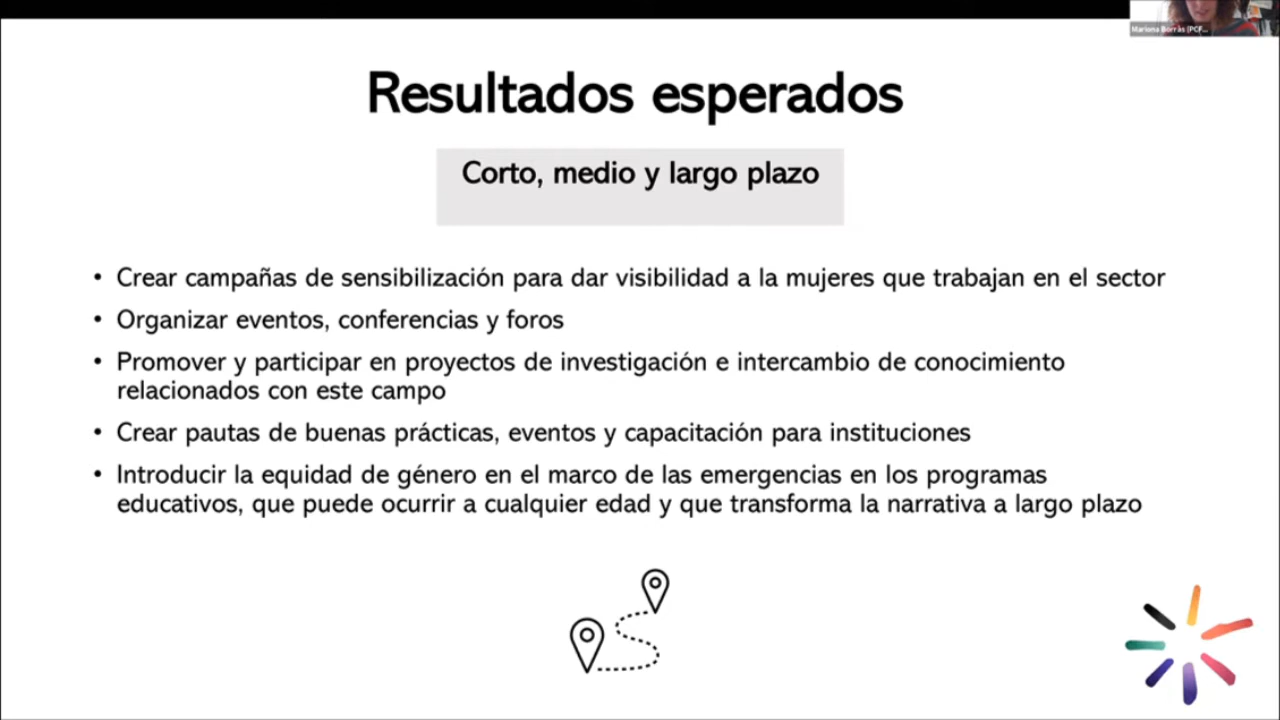 Mariona Borràs (PCF...
Resultados esperados
Corto, medio y largo plazo
• Crear campañas de sensibilización para dar visibilidad a la mujeres que trabajan en el sector
• Organizar eventos, conferencias y foros
• Promover y participar en proyectos de investigación e intercambio de conocimiento
relacionados con este campo
• Crear pautas de buenas prácticas, eventos y capacitación para instituciones
• Introducir la equidad de género en el marco de las emergencias en los programas
educativos, que puede ocurrir a cualquier edad y que transforma la narrativa a largo plazo